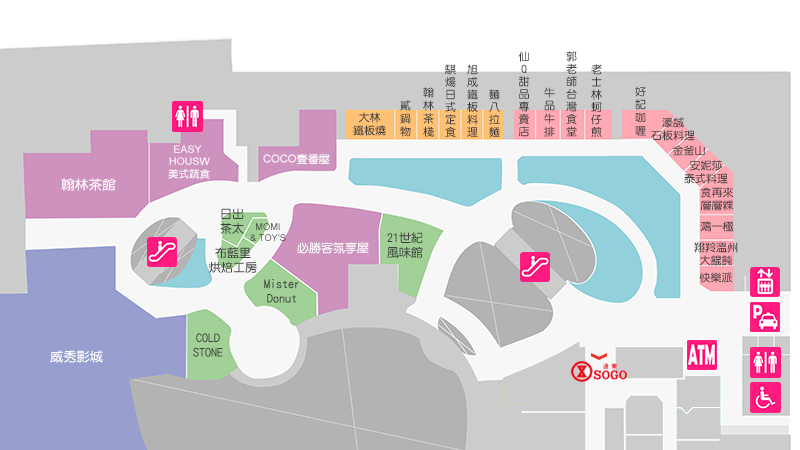 大林
鐵板燒
貳鍋物
翰林茶棧
騏煬日式定食
旭成鐵板料理
麵八拉麵
仙Q甜品專賣店
牛品牛排
郭老師台灣食堂
老士林蚵仔煎
好記咖喱
濠鋮
石板料理
金釜山
安妮莎
泰式料理
食再來
層層粿
鴻一極
翔羚溫州
大餛飩
快樂派
EASY
HOUSW
美式蔬食
COCO壹番屋
翰林茶館
日出
茶太
MOMI
& TOY'S
布藍里
烘焙工房
必勝客氛享屋
21世紀
風味館
Mister
Donut
COLD
STONE
威秀影城
遠東
SOGO
ATM
P